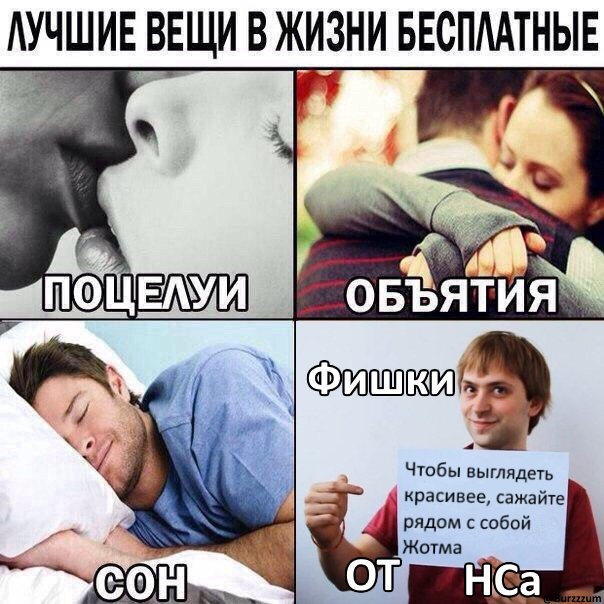 ЛУЧШИЕ ВЕЩИ В ЖИЗНИ БЕСПЛАТНЫЕ
ПОЦЕЛУИ
ОБЪЯТИЯ
СОН
Фишки
Чтобы выглядеть
красивее, сажайте
рядом с собой
Жотма
ОТ НСа